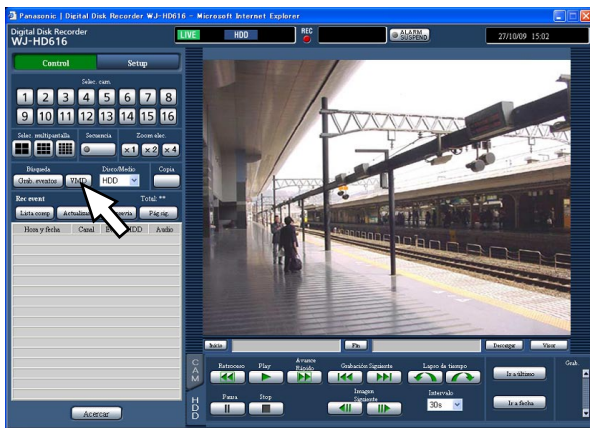 Panasonic | Digital Disk Recorder WJ-HD616 - Microsoft Internet Explorer
Digital Disk Recorder
WJ-HD616
LIVE HDD REC ALARM SUSPEND 27/10/09 15:02
Control Setup
Selec. cam.
1 2 3 4 5 6 7 8
9 10 11 12 13 14 15 16
Selec. multipantalla Secuencia Zoom elec.
x1 x2 x4
Búsqueda Disco/Medio Copia
Grab. eventos VMD HDD
Rec event Total: **
Lista comp Pág sig.
Hora y fecha Canal HDD Audio
Inicio Fin Descargar Visor
CAM
Retroceso Play Avance Rápido Grabación Siguiente Lapso de tiempo Ir a último Grab.
HDD
Pausa Stop Imagen Siguiente Intervalo Ir a fecha
30s
Acercar